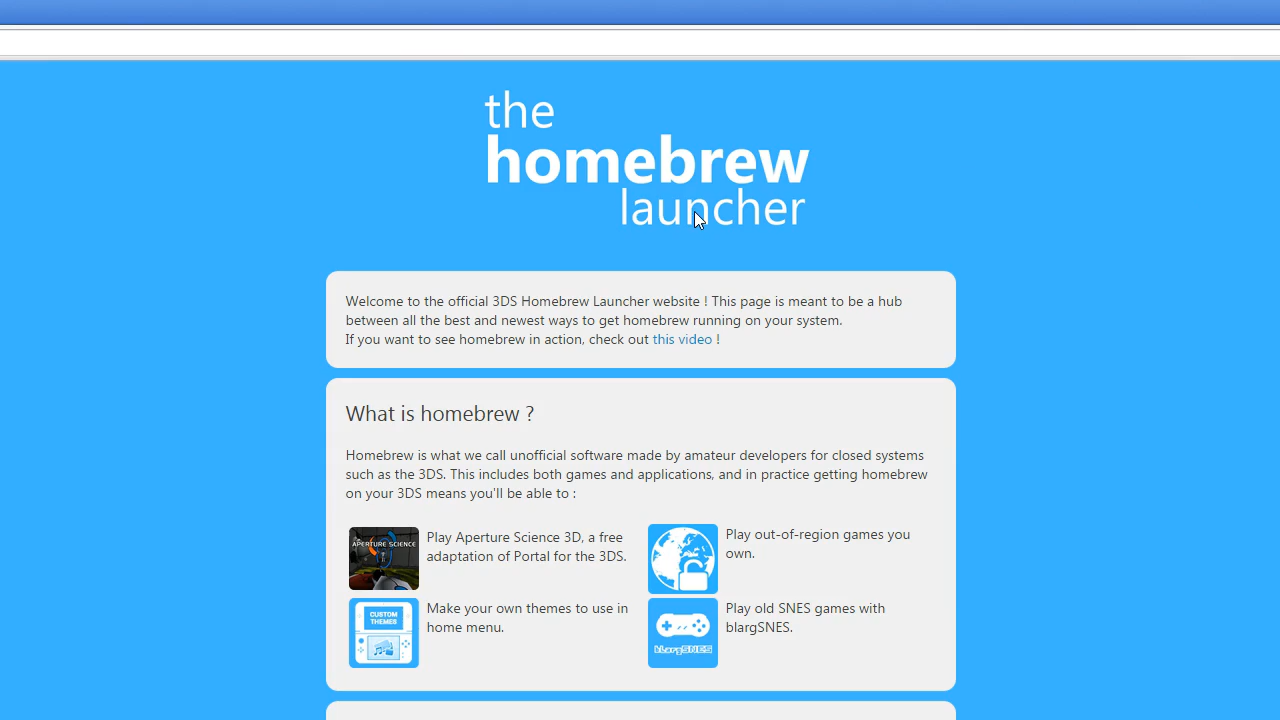 the
homebrew
launcher
Welcome to the official 3DS Homebrew Launcher website ! This page is meant to be a hub
between all the best and newest ways to get homebrew running on your system.
If you want to see homebrew in action, check out this video !
What is homebrew ?
Homebrew is what we call unofficial software made by amateur developers for closed systems
such as the 3DS. This includes both games and applications, and in practice getting homebrew
on your 3DS means you'll be able to :
APERTURE SCIENCE
Play Aperture Science 3D, a free
adaptation of Portal for the 3DS.
Play out-of-region games you
own.
CUSTOM
THEMES
Make your own themes to use in
home menu.
blargSNES
Play old SNES games with
blargSNES.